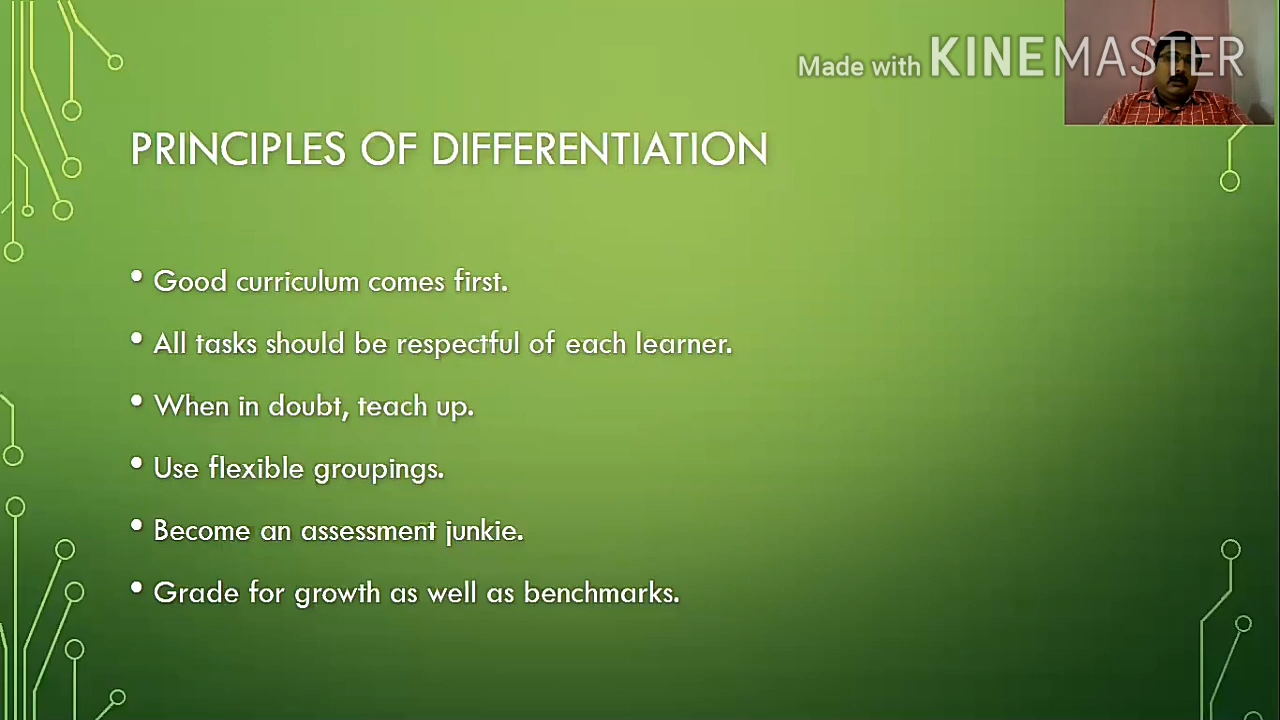 Made with KINEMASTER
PRINCIPLES OF DIFFERENTIATION
• Good curriculum comes first.
• All tasks should be respectful of each learner.
• When in doubt, teach up.
• Use flexible groupings.
• Become an assessment junkie.
• Grade for growth as well as benchmarks.